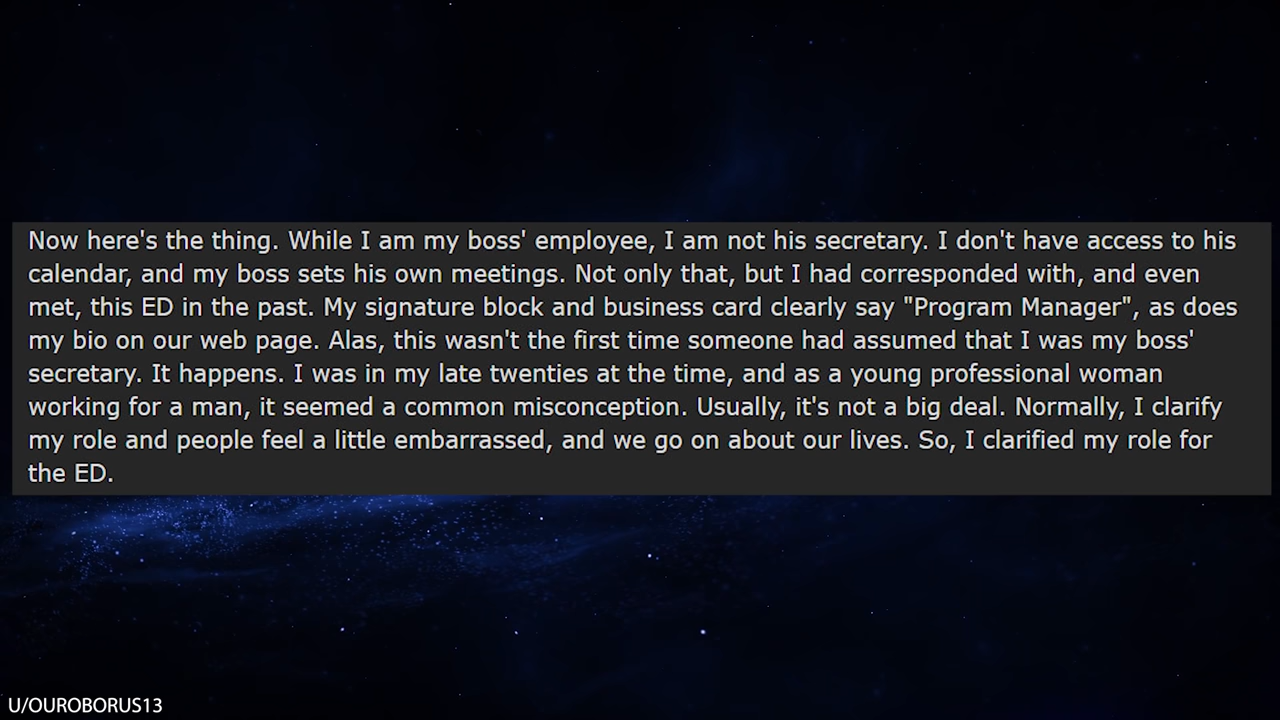 Now here's the thing. While I am my boss' employee, I am not his secretary. I don't have access to his
calendar, and my boss sets his own meetings. Not only that, but I had corresponded with, and even
met, this ED in the past. My signature block and business card clearly say "Program Manager", as does
my bio on our web page. Alas, this wasn't the first time someone had assumed that I was my boss'
secretary. It happens. I was in my late twenties at the time, and as a young professional woman
working for a man, it seemed a common misconception. Usually, it's not a big deal. Normally, I clarify
my role and people feel a little embarrassed, and we go on about our lives. So, I clarified my role for
the ED.
U/OUROBORUS13